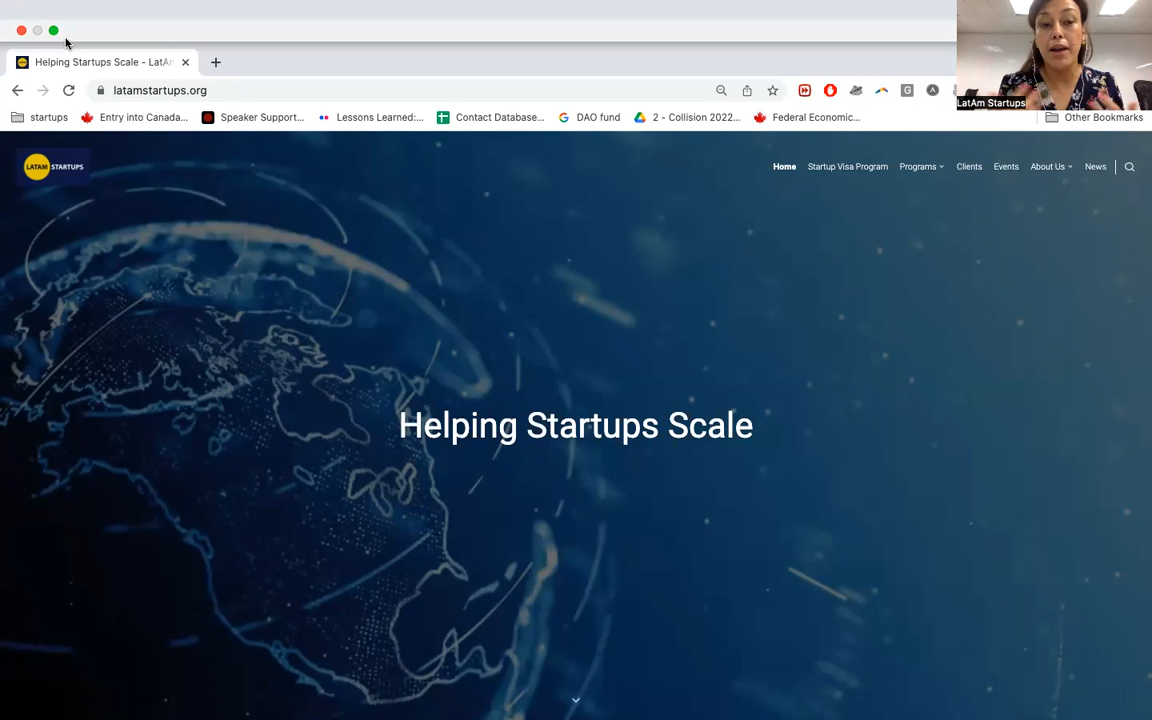 LatAm Startups
Helping Startups Scale - LatA
latamstartups.org
startups
Entry into Canada...
Speaker Support...
Lessons Learned:...
Contact Database...
DAO fund
2 - Collision 2022...
Federal Economic...
Other Bookmarks
LATAM STARTUPS
Home
Startup Visa Program
Programs
Clients
Events
About Us
News
Helping Startups Scale